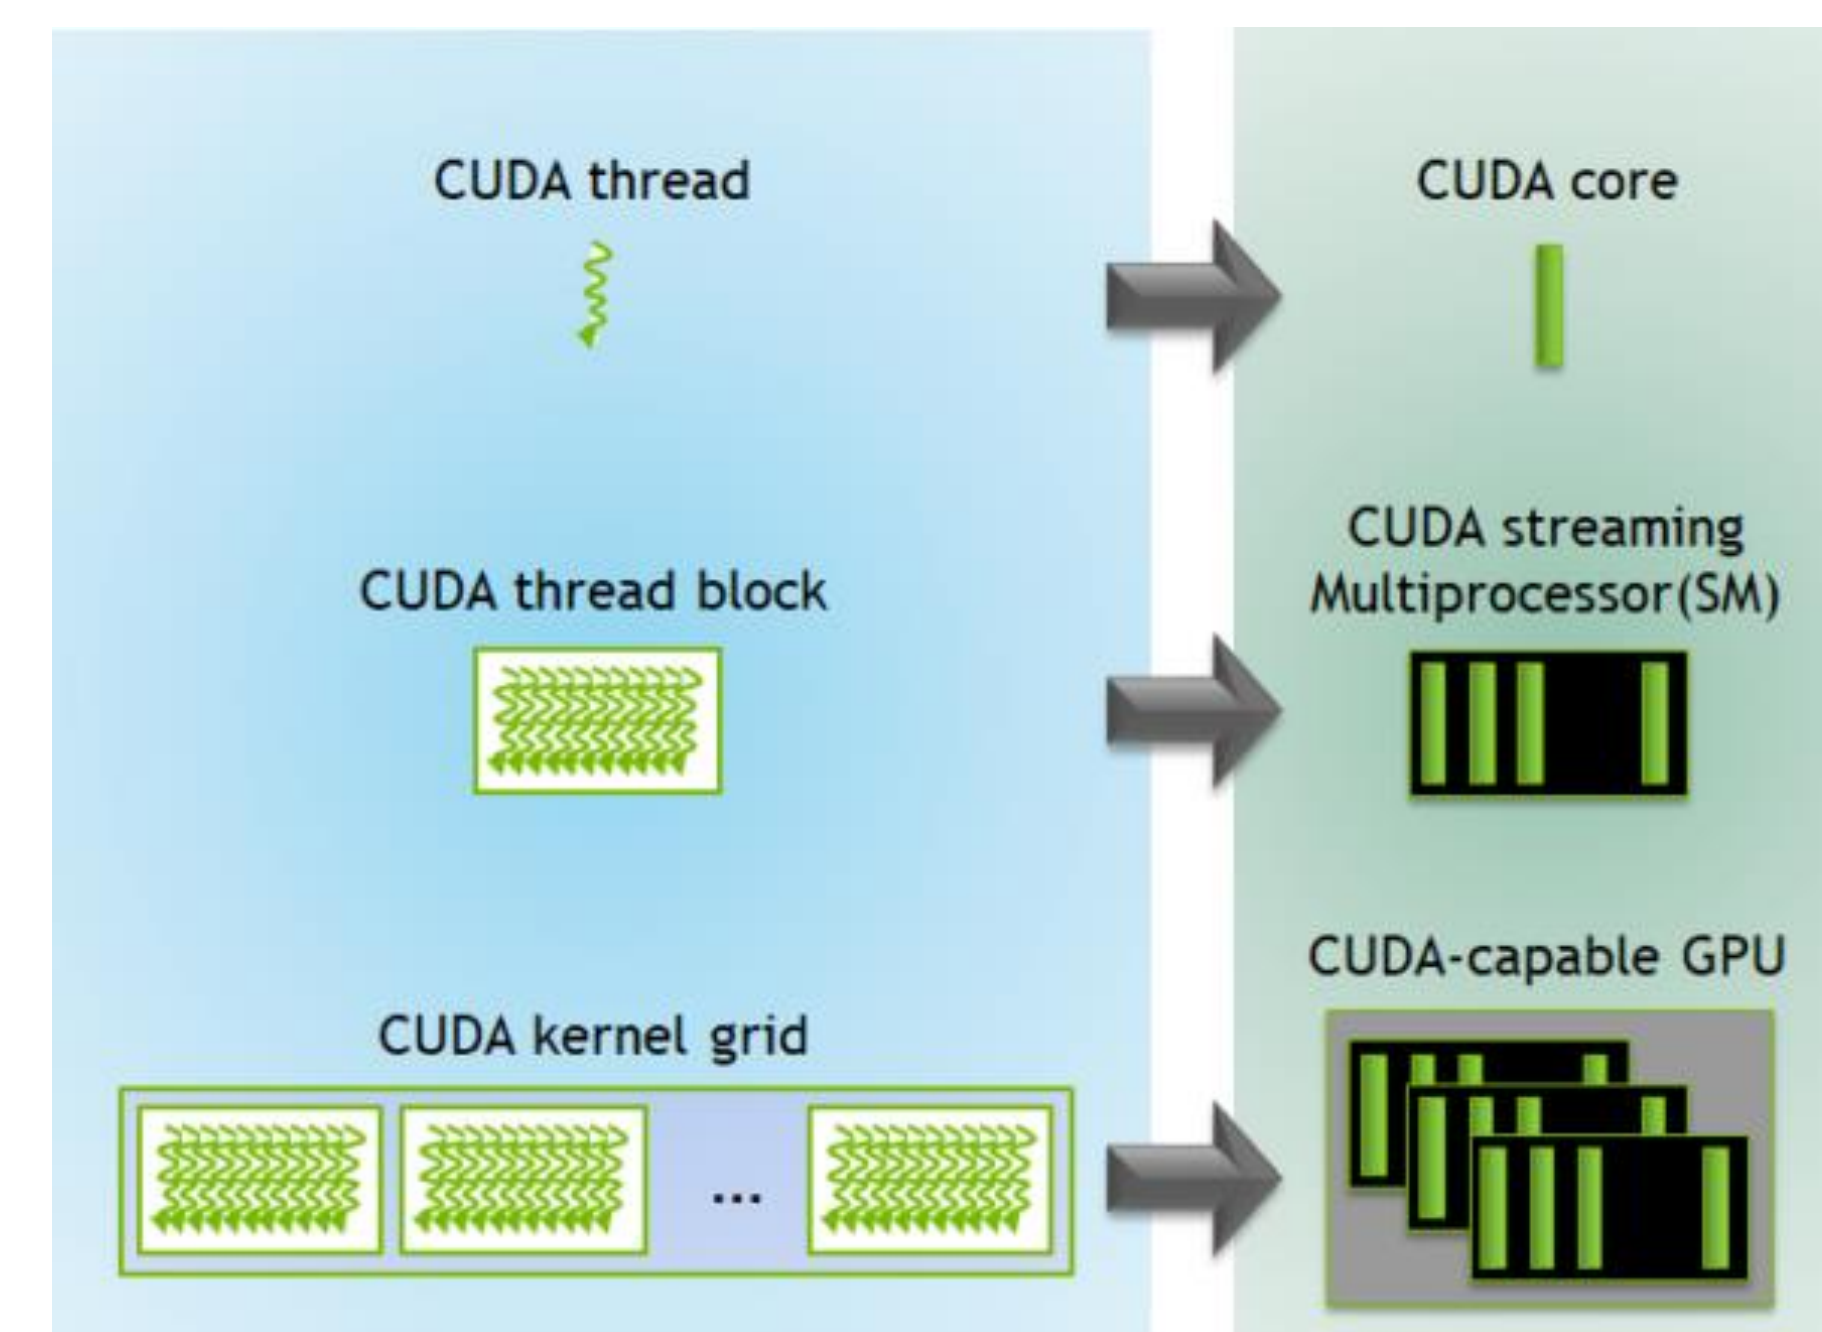 CUDA thread
CUDA core
CUDA thread block
CUDA streaming
Multiprocessor(SM)
CUDA kernel grid
...
CUDA-capable GPU